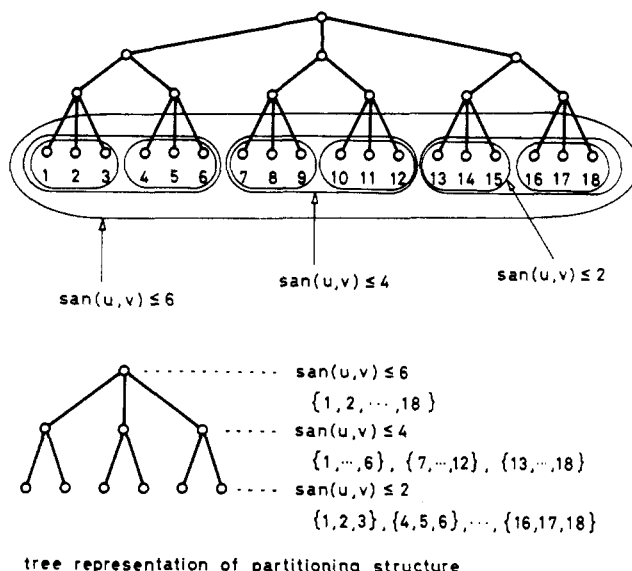 1 2 3 4 5 6 7 8 9 10 11 12 13 14 15 16 17 18
san(u,v) ≤ 2
san(u,v) ≤ 4
san(u,v) ≤ 6
san(u,v) ≤ 6
{1, 2, ···, 18 }
san(u,v) ≤ 4
{1, ···, 6}, {7, ···, 12}, {13, ···, 18}
san(u,v) ≤ 2
{1,2,3}, {4,5,6}, ···, {16,17,18}
tree representation of partitioning structure